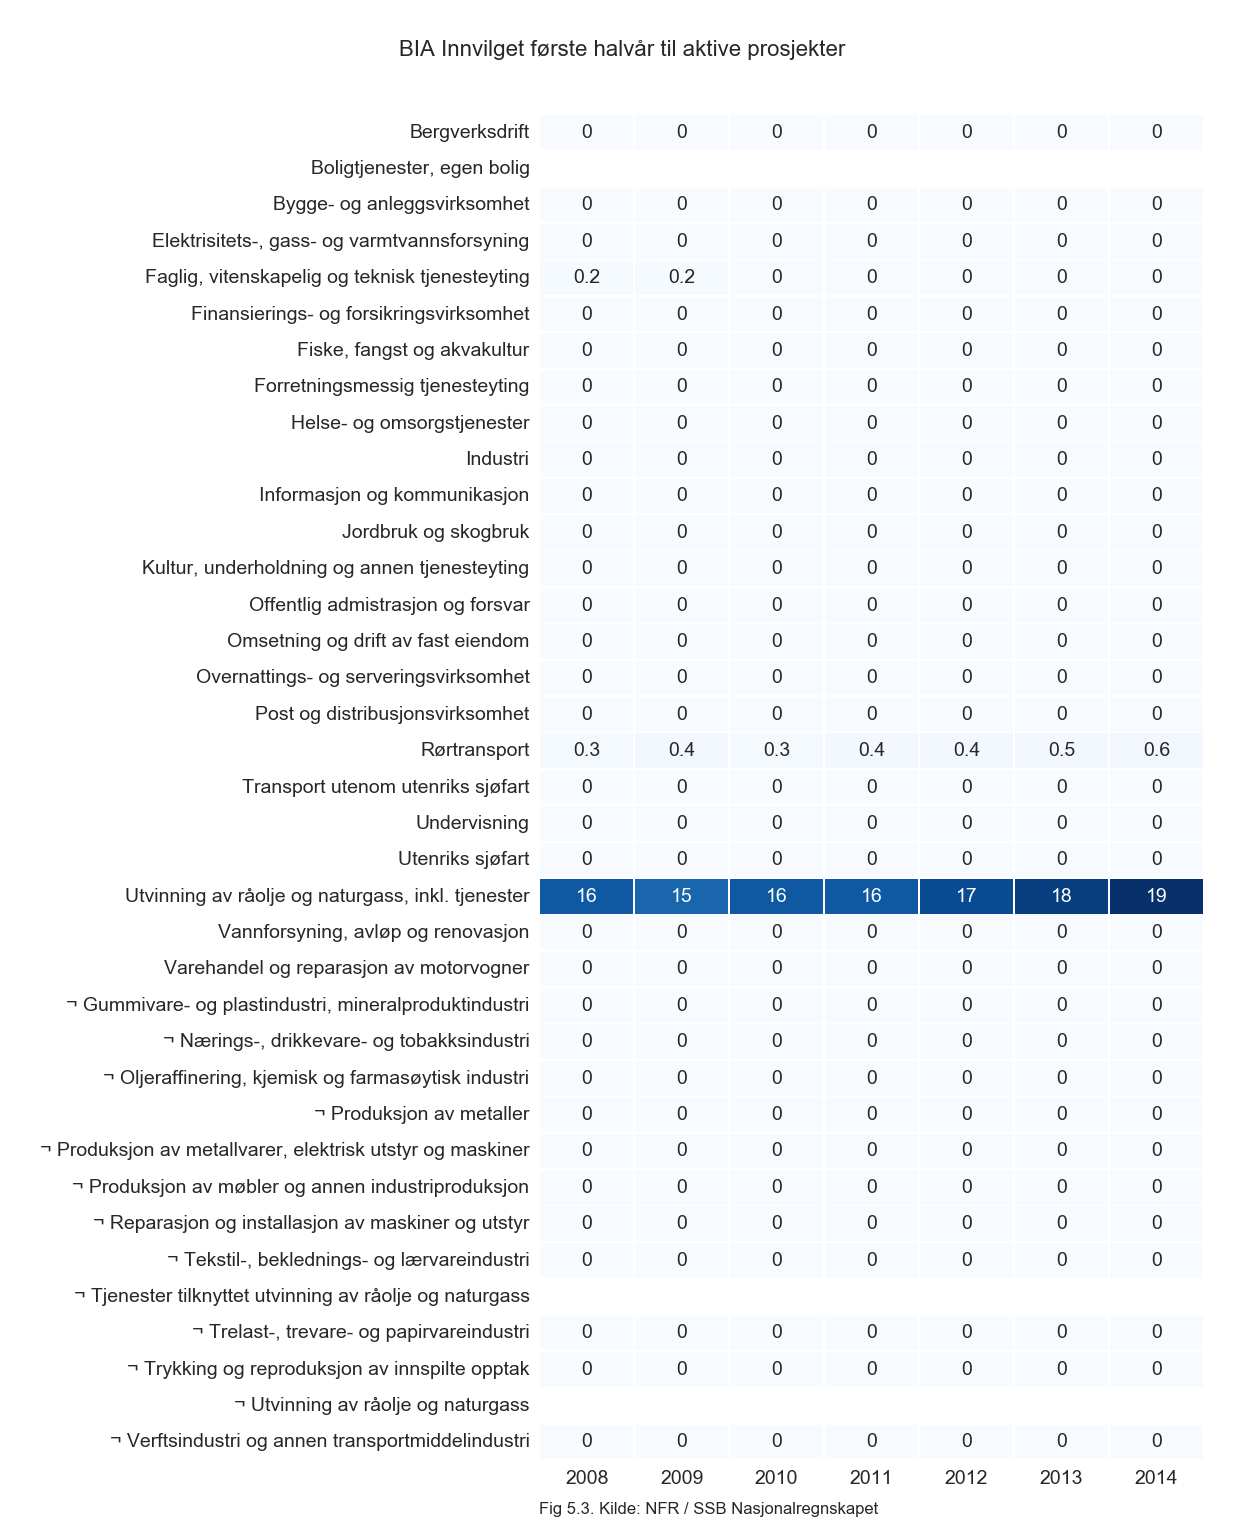 BIA Innvilget første halvår til aktive prosjekter
Bergverksdrift 0 0 0 0 0 0 0
Boligtjenester, egen bolig
Bygge- og anleggsvirksomhet 0 0 0 0 0 0 0
Elektrisitets-, gass- og varmtvannsforsyning 0 0 0 0 0 0 0
Faglig, vitenskapelig og teknisk tjenesteyting 0.2 0.2 0 0 0 0 0
Finansierings- og forsikringsvirksomhet 0 0 0 0 0 0 0
Fiske, fangst og akvakultur 0 0 0 0 0 0 0
Forretningsmessig tjenesteyting 0 0 0 0 0 0 0
Helse- og omsorgstjenester 0 0 0 0 0 0 0
Industri 0 0 0 0 0 0 0
Informasjon og kommunikasjon 0 0 0 0 0 0 0
Jordbruk og skogbruk 0 0 0 0 0 0 0
Kultur, underholdning og annen tjenesteyting 0 0 0 0 0 0 0
Offentlig admistrasjon og forsvar 0 0 0 0 0 0 0
Omsetning og drift av fast eiendom 0 0 0 0 0 0 0
Overnattings- og serveringsvirksomhet 0 0 0 0 0 0 0
Post og distribusjonsvirksomhet 0 0 0 0 0 0 0
Rørtransport 0.3 0.4 0.3 0.4 0.4 0.5 0.6
Transport utenom utenriks sjøfart 0 0 0 0 0 0 0
Undervisning 0 0 0 0 0 0 0
Utenriks sjøfart 0 0 0 0 0 0 0
Utvinning av råolje og naturgass, inkl. tjenester 16 15 16 16 17 18 19
Vannforsyning, avløp og renovasjon 0 0 0 0 0 0 0
Varehandel og reparasjon av motorvogner 0 0 0 0 0 0 0
¬ Gummivare- og plastindustri, mineralproduktindustri 0 0 0 0 0 0 0
¬ Nærings-, drikkevare- og tobakksindustri 0 0 0 0 0 0 0
¬ Oljeraffinering, kjemisk og farmasøytisk industri 0 0 0 0 0 0 0
¬ Produksjon av metaller 0 0 0 0 0 0 0
¬ Produksjon av metallvarer, elektrisk utstyr og maskiner 0 0 0 0 0 0 0
¬ Produksjon av møbler og annen industriproduksjon 0 0 0 0 0 0 0
¬ Reparasjon og installasjon av maskiner og utstyr 0 0 0 0 0 0 0
¬ Tekstil-, beklednings- og lærvareindustri 0 0 0 0 0 0 0
¬ Tjenester tilknyttet utvinning av råolje og naturgass
¬ Trelast-, trevare- og papirvareindustri 0 0 0 0 0 0 0
¬ Trykking og reproduksjon av innspilte opptak 0 0 0 0 0 0 0
¬ Utvinning av råolje og naturgass
¬ Verftsindustri og annen transportmiddelindustri 0 0 0 0 0 0 0
2008 2009 2010 2011 2012 2013 2014
Fig 5.3. Kilde: NFR / SSB Nasjonalregnskapet